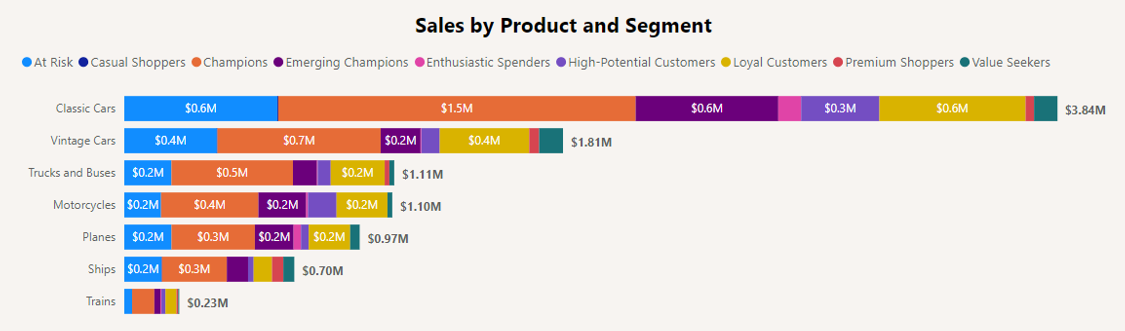 Sales by Product and Segment
At Risk Casual Shoppers Champions Emerging Champions Enthusiastic Spenders High-Potential Customers Loyal Customers Premium Shoppers Value Seekers
Classic Cars $0.6M $1.5M $0.6M $0.3M $0.6M $3.84M
Vintage Cars $0.4M $0.7M $0.2M $0.4M $1.81M
Trucks and Buses $0.2M $0.5M $0.2M $1.11M
Motorcycles $0.2M $0.4M $0.2M $0.2M $1.10M
Planes $0.2M $0.3M $0.2M $0.2M $0.97M
Ships $0.2M $0.3M $0.70M
Trains $0.23M